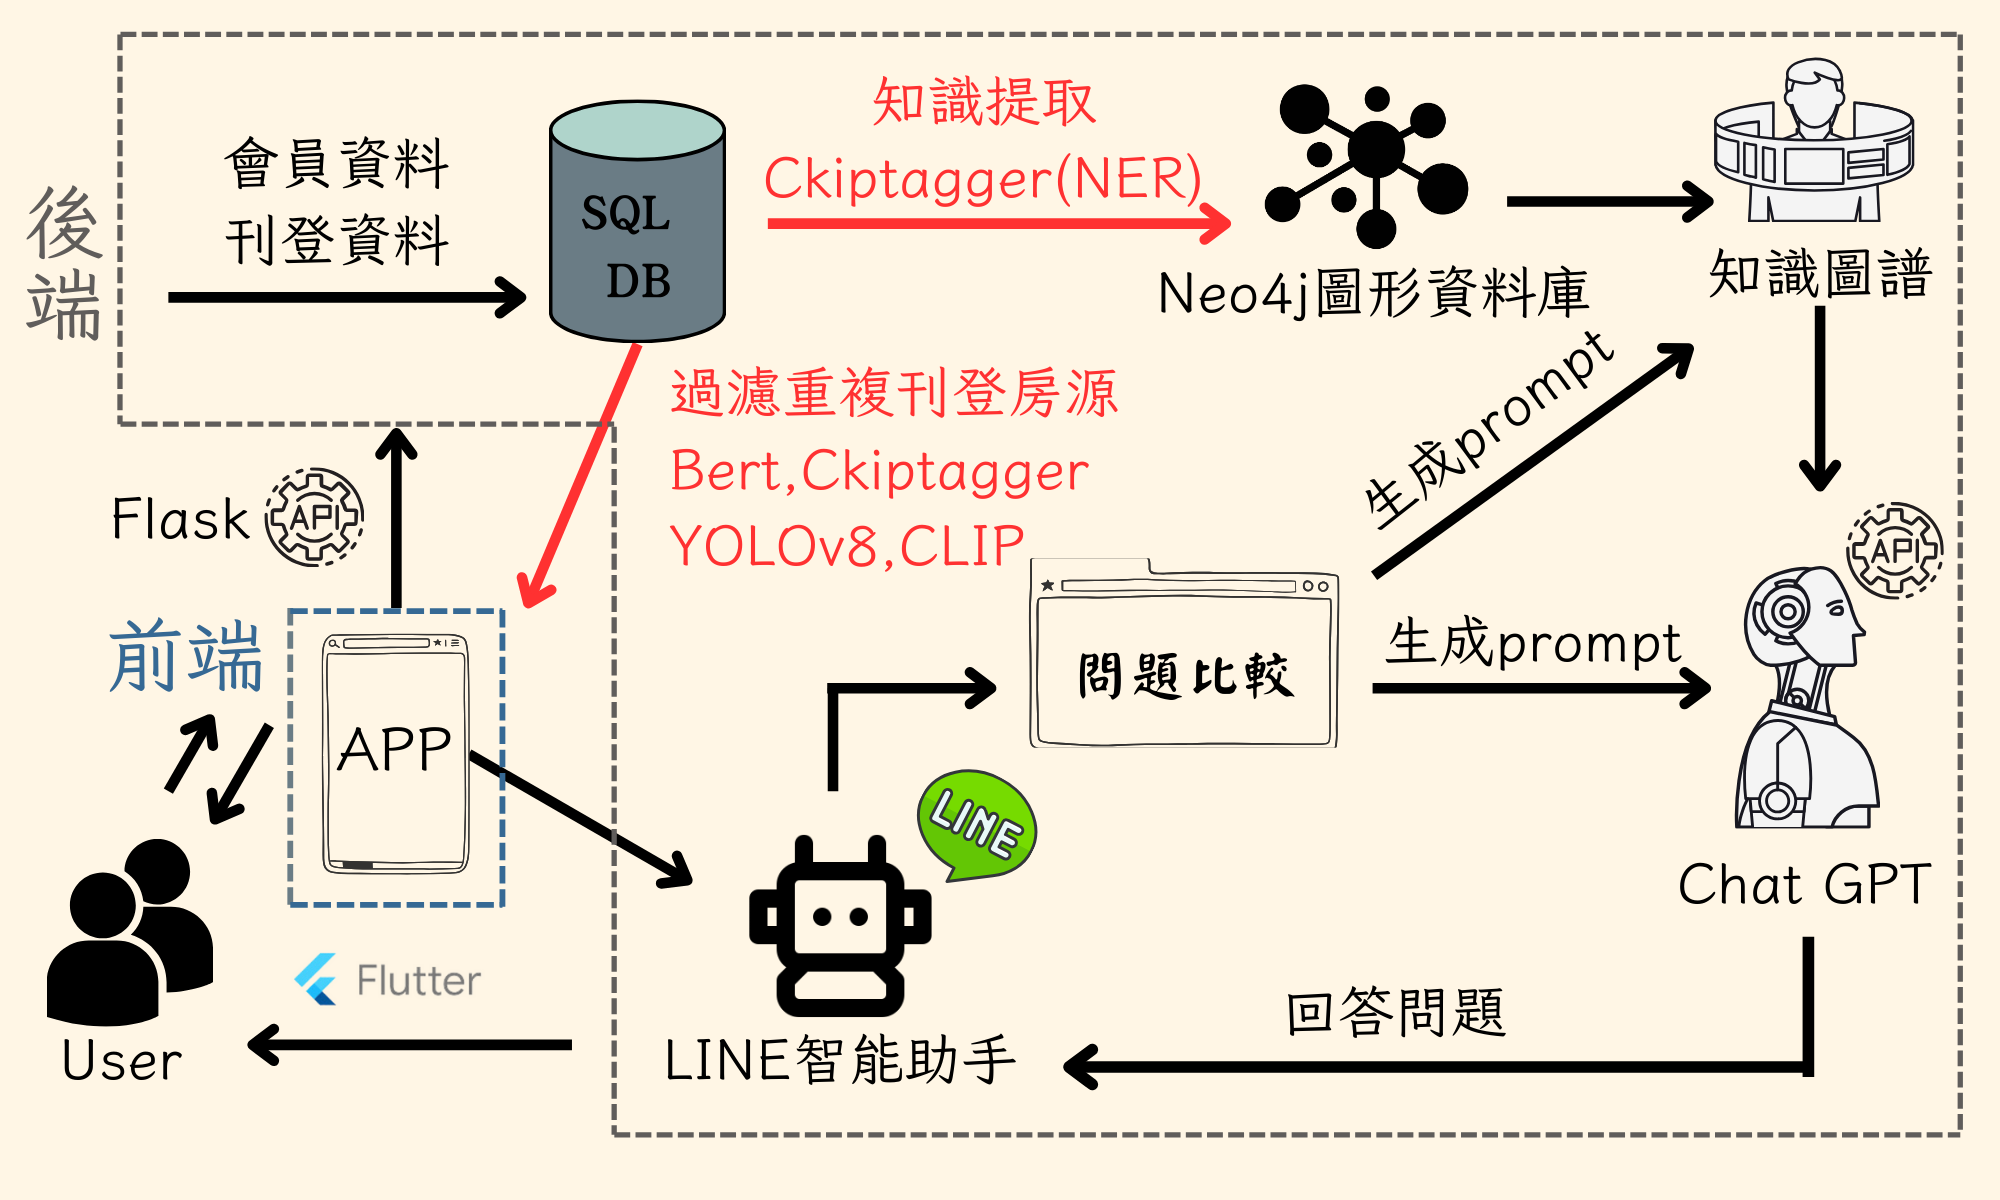 後端
會員資料
刊登資料
SQL
DB
知識提取
Ckiptagger(NER)
Neo4j圖形資料庫
知識圖譜
過濾重複刊登房源
Bert,Ckiptagger
YOLOv8,CLIP
Flask
API
前端
APP
生成prompt
問題比較
生成prompt
API
Chat GPT
LINE
LINE智能助手
回答問題
Flutter
User